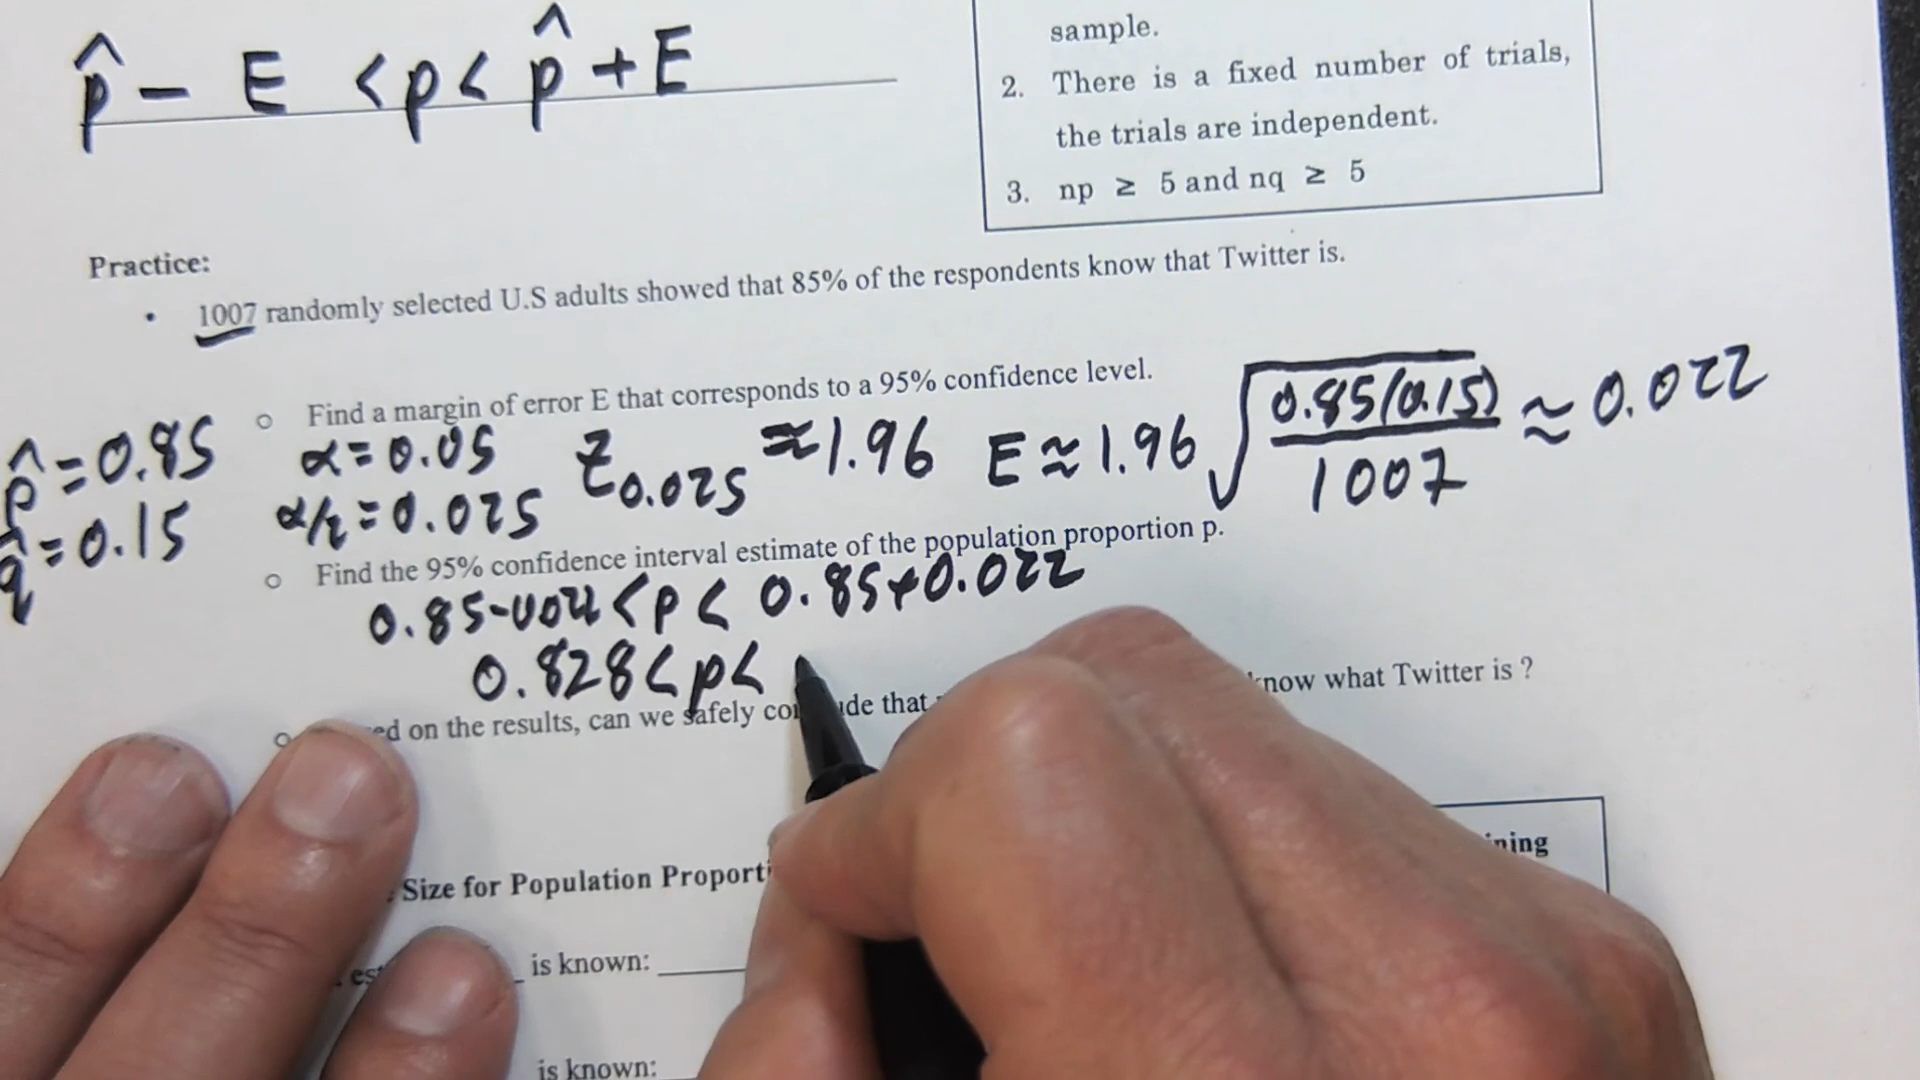 p̂ - E < p < p̂ + E
sample.
2. There is a fixed number of trials,
the trials are independent.
3. np ≥ 5 and nq ≥ 5
Practice:
• 1007 randomly selected U.S adults showed that 85% of the respondents know that Twitter is.
○ Find a margin of error E that corresponds to a 95% confidence level.
p̂ = 0.85
q̂ = 0.15
α = 0.05
α/2 = 0.025
Z0.025 ≈ 1.96
E ≈ 1.96 √(0.85(0.15)/1007) ≈ 0.022
○ Find the 95% confidence interval estimate of the population proportion p.
0.85-0.022 < p < 0.85+0.022
0.828 < p <
on the results, can we safely that know what Twitter is ?
Size for Population
is known:
is known: